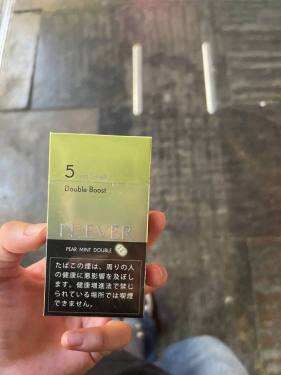 5
Double Boost
PEAR MINT DOUBLE
たばこの煙は、周りの人
の健康に悪影響を及ぼ
します。健康増進法で禁じ
られている場所では喫煙
できません。